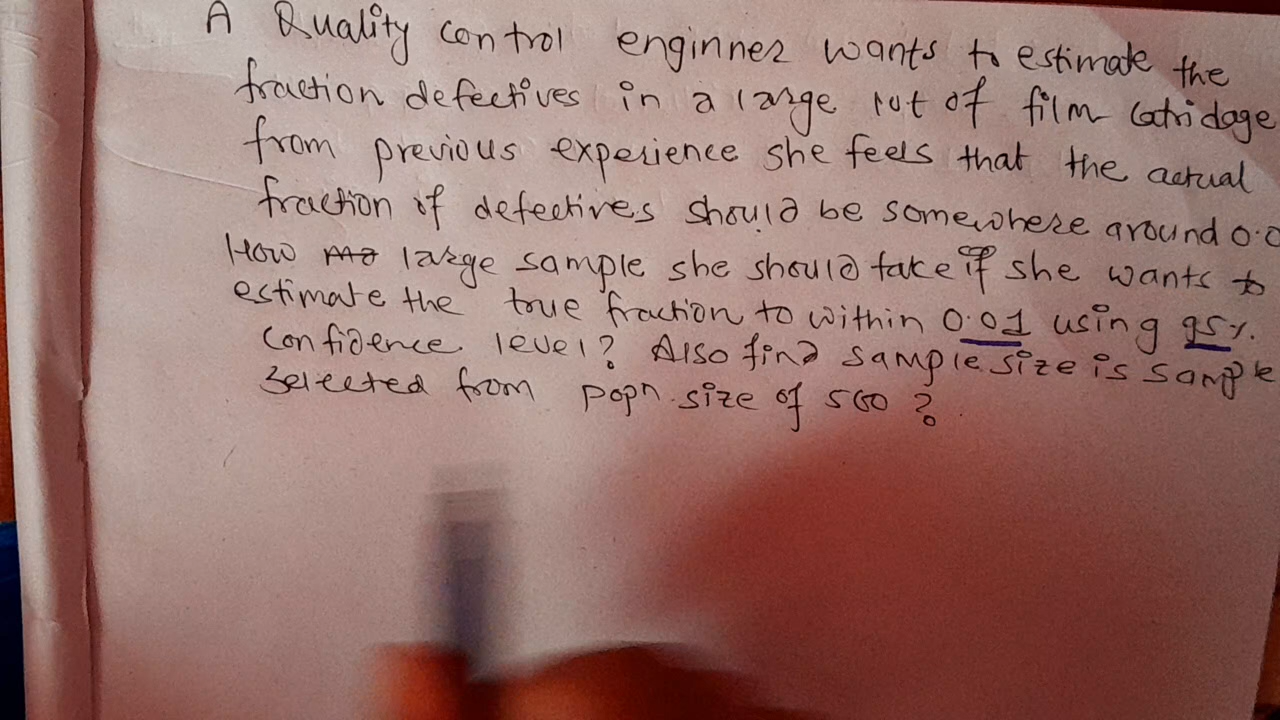 A Quality control enginner wants to estimate the
fraction defectives in a large lot of film Catridage
from previous experience she feels that the actual
fraction of defectives should be somewhere around 0.0
How large sample she should take if she wants to
estimate the true fraction to within 0.01 using 95%.
Confidence level? Also find sample size is sample
Selected from popn. size of 500 ?